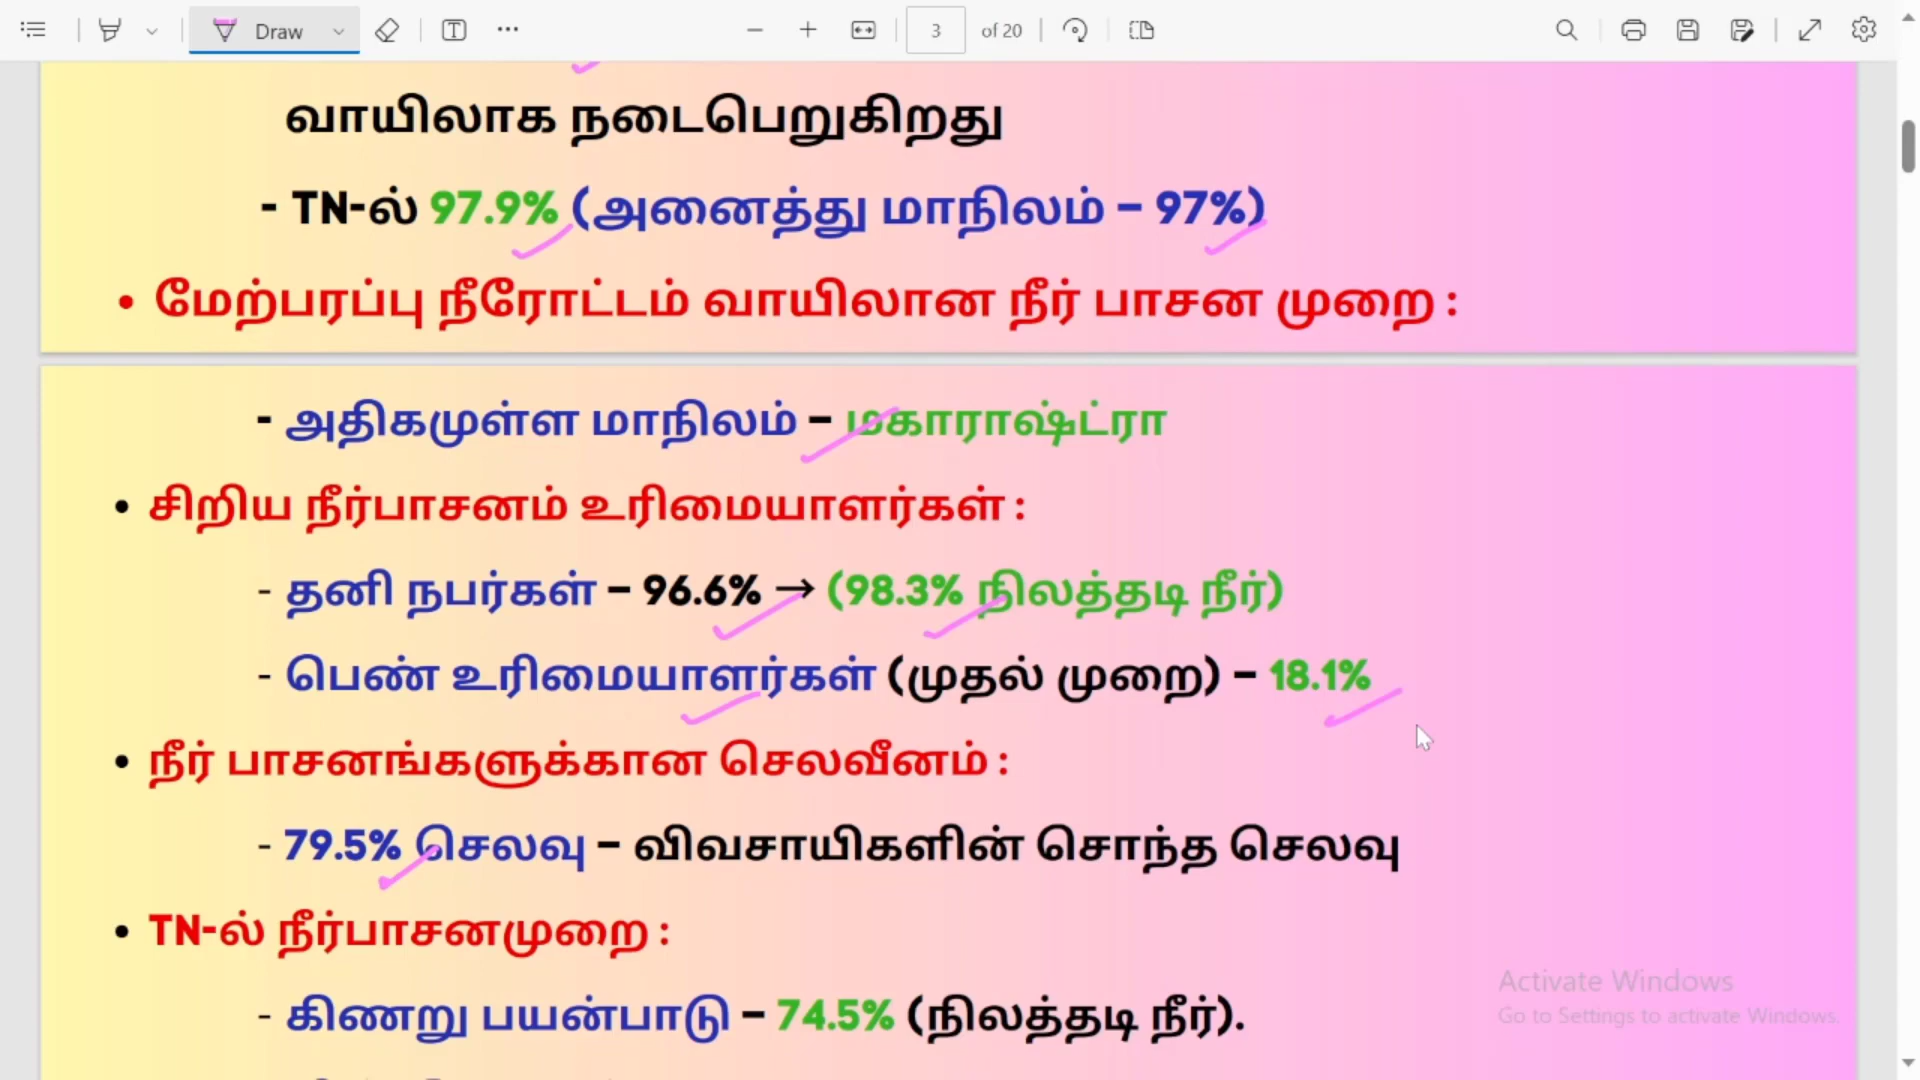 Draw
3 of 20
வாயிலாக நடைபெறுகிறது
- TN-ல் 97.9% (அனைத்து மாநிலம் – 97%)
• மேற்பரப்பு நீரோட்டம் வாயிலான நீர் பாசன முறை :
- அதிகமுள்ள மாநிலம் – மகாராஷ்ட்ரா
• சிறிய நீர்பாசனம் உரிமையாளர்கள் :
- தனி நபர்கள் – 96.6% → (98.3% நிலத்தடி நீர்)
- பெண் உரிமையாளர்கள் (முதல் முறை) – 18.1%
• நீர் பாசனங்களுக்கான செலவீனம் :
- 79.5% செலவு – விவசாயிகளின் சொந்த செலவு
• TN-ல் நீர்பாசனமுறை :
- கிணறு பயன்பாடு – 74.5% (நிலத்தடி நீர்).
Activate Windows
Go to Settings to activate Windows.